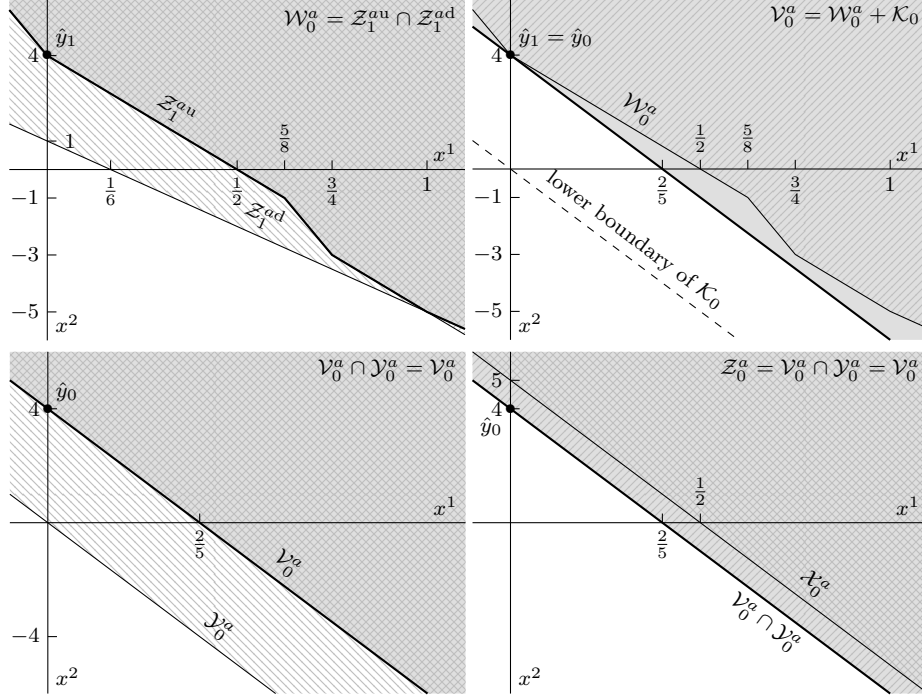 𝒲₀ᵃ = 𝒵₁ᵃᵘ ∩ 𝒵₁ᵃᵈ
4
ŷ₁
𝒵₁ᵃᵘ
1
5/8
x¹
1/6
1/2
3/4
1
−1
𝒵₁ᵃᵈ
−3
−5
x²
𝒱₀ᵃ = 𝒲₀ᵃ + 𝒦₀
4
ŷ₁ = ŷ₀
𝒲₀ᵃ
1/2
5/8
x¹
2/5
3/4
1
−1
lower boundary of 𝒦₀
−3
−5
x²
𝒱₀ᵃ ∩ 𝒴₀ᵃ = 𝒱₀ᵃ
4
ŷ₀
x¹
2/5
𝒱₀ᵃ
𝒴₀ᵃ
−4
x²
𝒵₀ᵃ = 𝒱₀ᵃ ∩ 𝒴₀ᵃ = 𝒱₀ᵃ
5
4
ŷ₀
1/2
x¹
2/5
𝒳₀ᵃ
𝒱₀ᵃ ∩ 𝒴₀ᵃ
x²